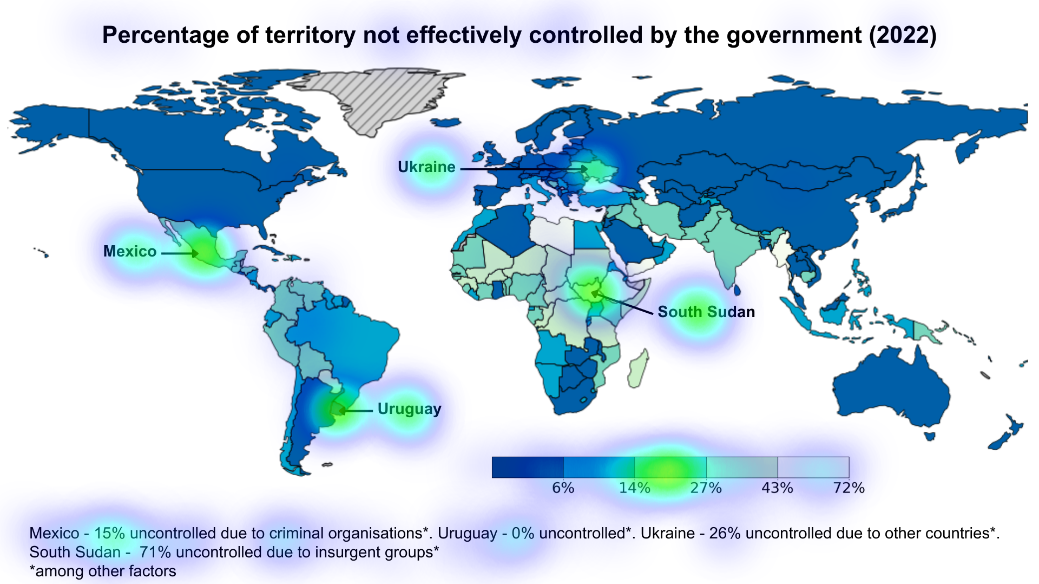 Percentage of territory not effectively controlled by the government (2022)
Ukraine
Mexico
South Sudan
Uruguay
6% 14% 27% 43% 72%
Mexico - 15% uncontrolled due to criminal organisations*. Uruguay - 0% uncontrolled*. Ukraine - 26% uncontrolled due to other countries*.
South Sudan - 71% uncontrolled due to insurgent groups*
*among other factors